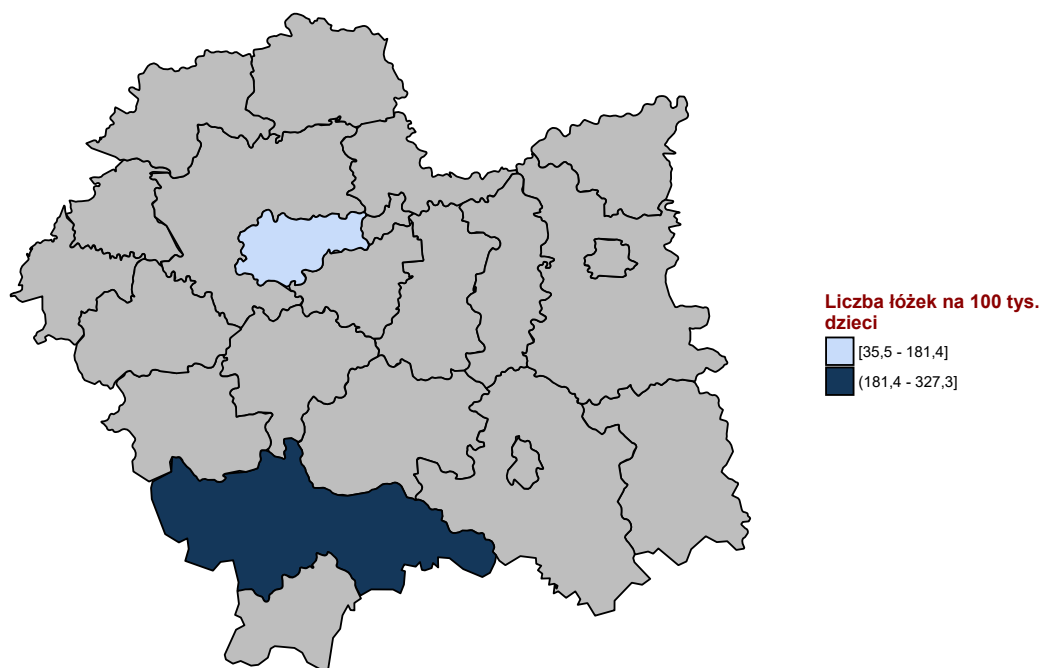 Liczba łóżek na 100 tys.
dzieci
[35,5 - 181,4]
(181,4 - 327,3]